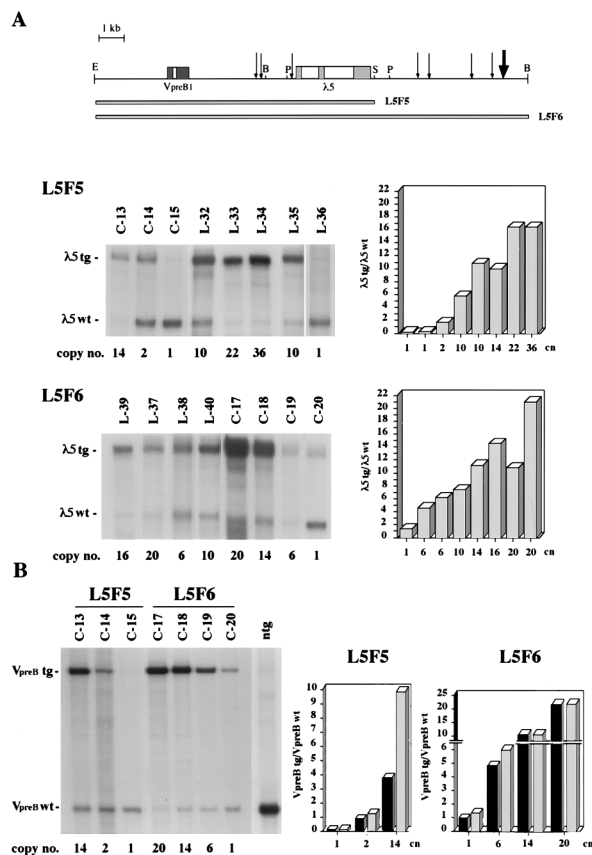 A
1 kb
E B P S P B
VpreB1 λ5
L5F5
L5F6
L5F5
C-13 C-14 C-15 L-32 L-33 L-34 L-35 L-36
λ5 tg -
λ5 wt -
copy no. 14 2 1 10 22 36 10 1
λ5 tg/λ5 wt
22
20
18
16
14
12
10
8
6
4
2
0
1 1 2 10 10 14 22 36 cn
L5F6
L-39 L-37 L-38 L-40 C-17 C-18 C-19 C-20
λ5 tg -
λ5 wt -
copy no. 16 20 6 10 20 14 6 1
λ5 tg/λ5 wt
22
20
18
16
14
12
10
8
6
4
2
0
1 6 6 10 14 16 20 20 cn
B
L5F5 L5F6
C-13 C-14 C-15 C-17 C-18 C-19 C-20 ntg
VpreB tg -
VpreB wt -
copy no. 14 2 1 20 14 6 1
L5F5
VpreB tg/VpreB wt
10
9
8
7
6
5
4
3
2
1
0
1 2 14 cn
L5F6
VpreB tg/VpreB wt
25
20
15
10
6
5
4
3
2
1
0
1 6 14 20 cn